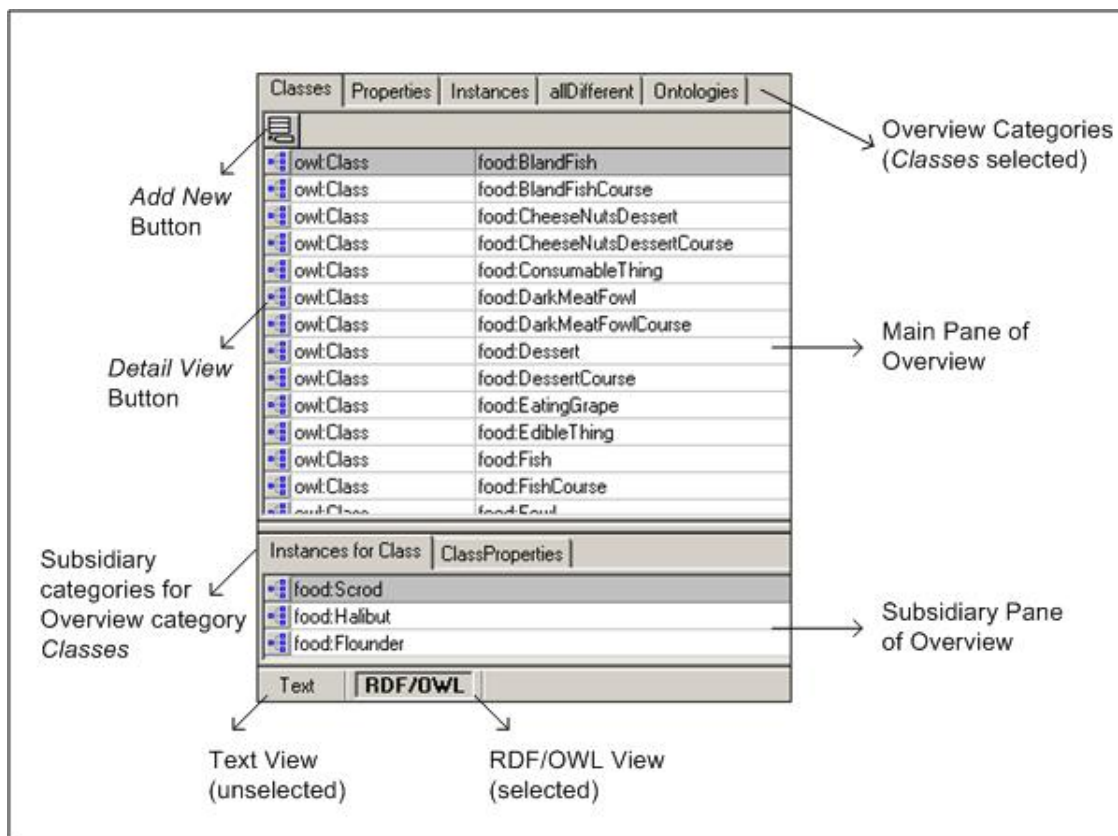 Classes Properties Instances allDifferent Ontologies
Overview Categories
(Classes selected)
Add New
Button
owl:Class food:BlandFish
owl:Class food:BlandFishCourse
owl:Class food:CheeseNutsDessert
owl:Class food:CheeseNutsDessertCourse
owl:Class food:ConsumableThing
owl:Class food:DarkMeatFowl
owl:Class food:DarkMeatFowlCourse
owl:Class food:Dessert
owl:Class food:DessertCourse
owl:Class food:EatingGrape
owl:Class food:EdibleThing
owl:Class food:Fish
owl:Class food:FishCourse
owl:Class food:Fowl
Detail View
Button
Main Pane of
Overview
Instances for Class ClassProperties
food:Scrod
food:Halibut
food:Flounder
Subsidiary
categories for
Overview category
Classes
Subsidiary Pane
of Overview
Text RDF/OWL
Text View
(unselected)
RDF/OWL View
(selected)